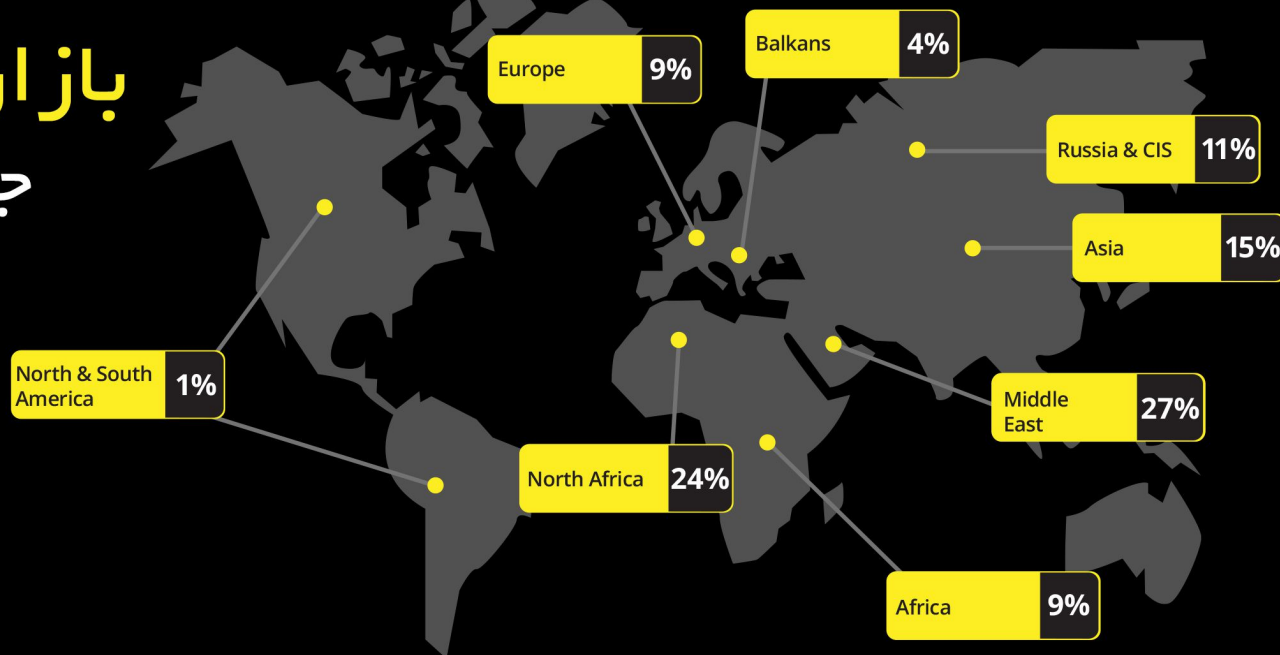 Balkans 4%
Europe 9%
Russia & CIS 11%
Asia 15%
North & South
America 1%
Middle
East 27%
North Africa 24%
Africa 9%